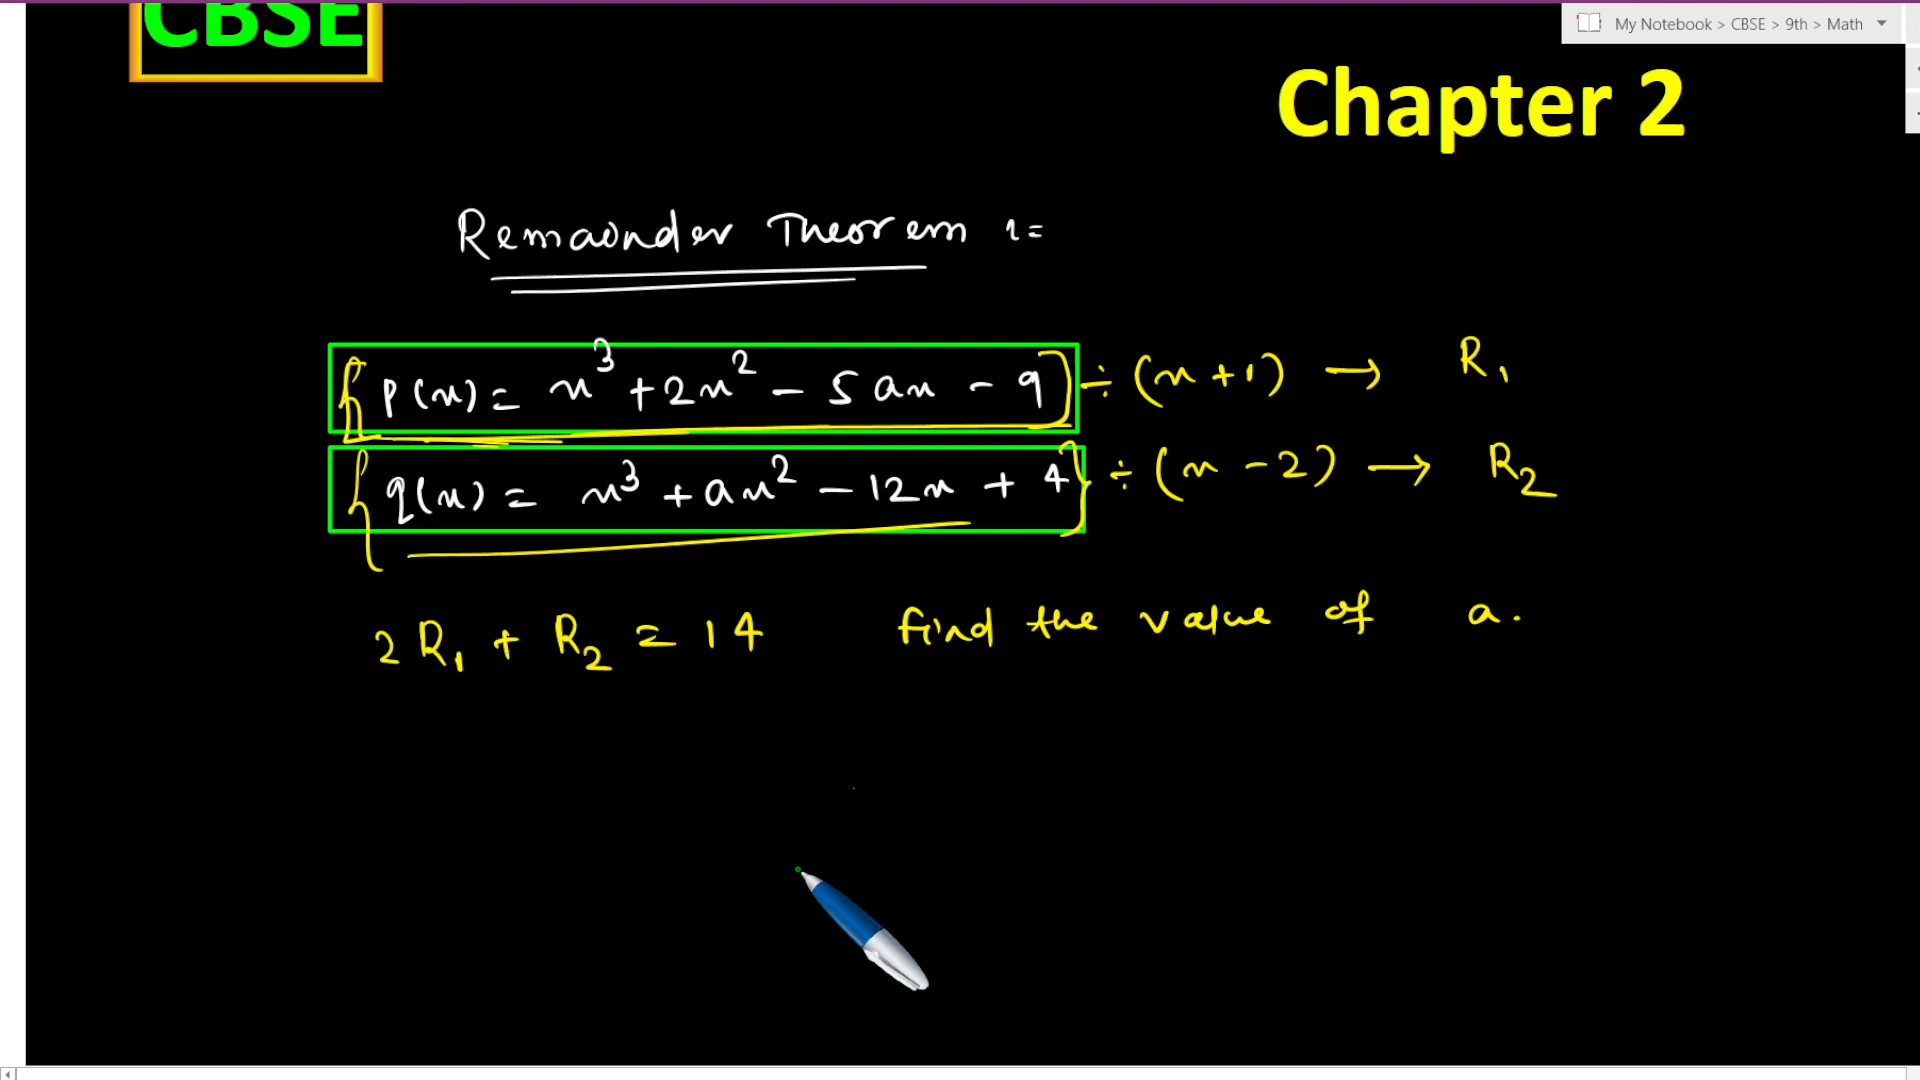 CBSE
My Notebook > CBSE > 9th > Math
Chapter 2
Remainder Theorem :=
{p(x) = x³ + 2x² - 5ax - 9} ÷ (x + 1) → R₁
{q(x) = x³ + ax² - 12x + 4} ÷ (x - 2) → R₂
2R₁ + R₂ = 14 find the value of a.